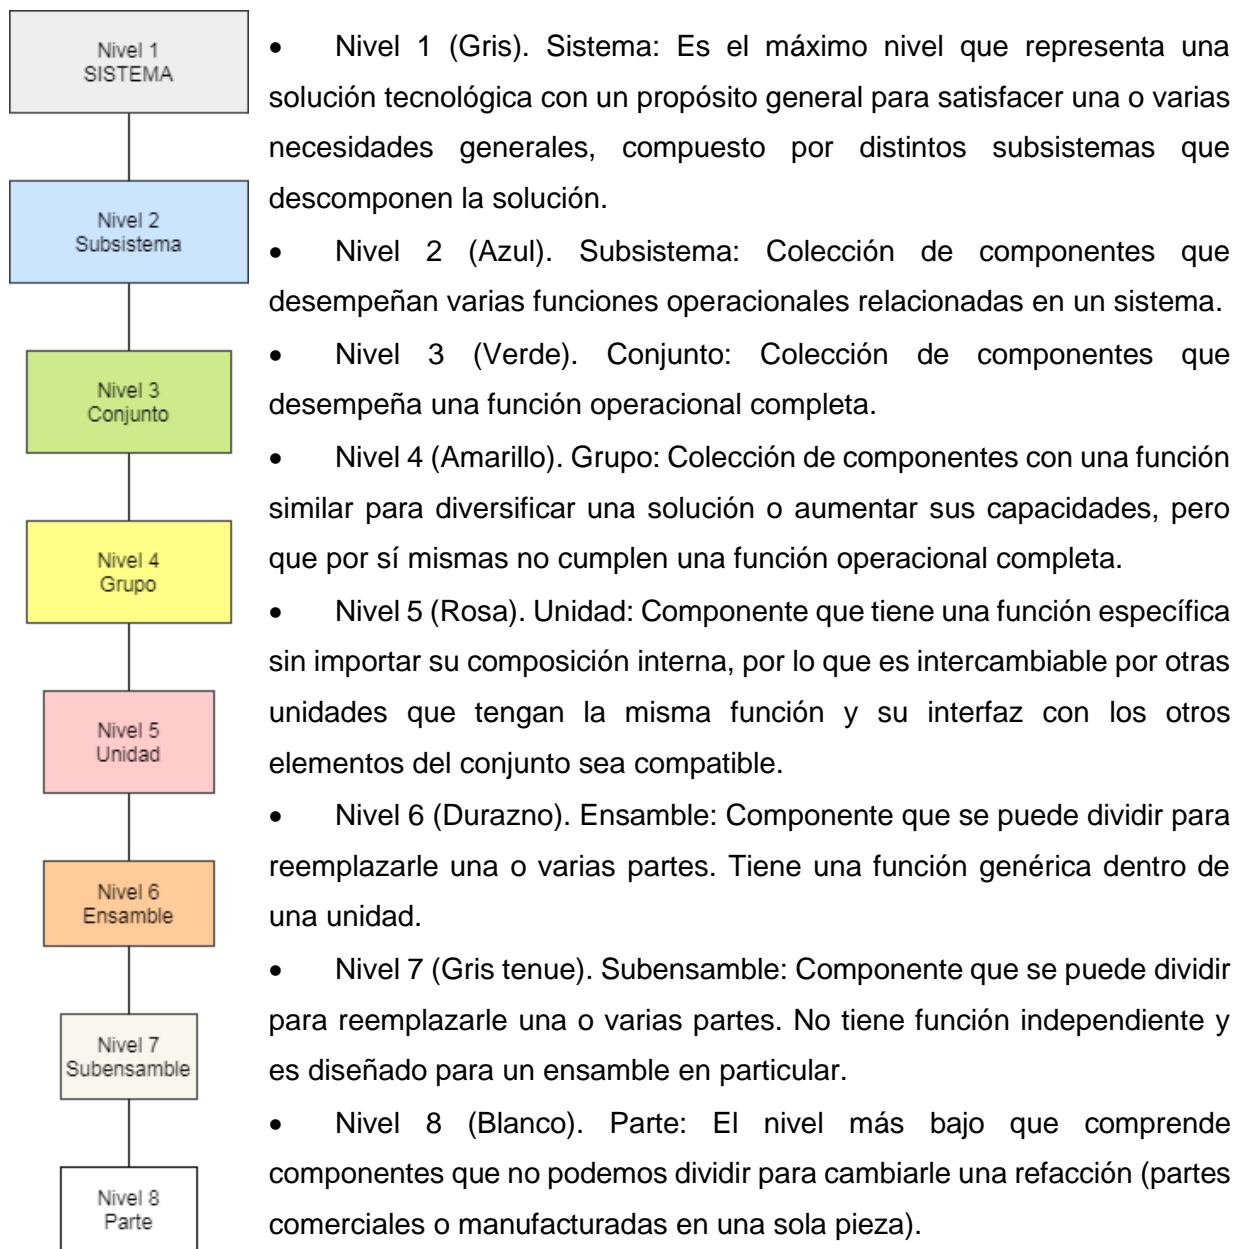 Nivel 1
SISTEMA
Nivel 2
Subsistema
Nivel 3
Conjunto
Nivel 4
Grupo
Nivel 5
Unidad
Nivel 6
Ensamble
Nivel 7
Subensamble
Nivel 8
Parte
• Nivel 1 (Gris). Sistema: Es el máximo nivel que representa una
solución tecnológica con un propósito general para satisfacer una o varias
necesidades generales, compuesto por distintos subsistemas que
descomponen la solución.
• Nivel 2 (Azul). Subsistema: Colección de componentes que
desempeñan varias funciones operacionales relacionadas en un sistema.
• Nivel 3 (Verde). Conjunto: Colección de componentes que
desempeña una función operacional completa.
• Nivel 4 (Amarillo). Grupo: Colección de componentes con una función
similar para diversificar una solución o aumentar sus capacidades, pero
que por sí mismas no cumplen una función operacional completa.
• Nivel 5 (Rosa). Unidad: Componente que tiene una función específica
sin importar su composición interna, por lo que es intercambiable por otras
unidades que tengan la misma función y su interfaz con los otros
elementos del conjunto sea compatible.
• Nivel 6 (Durazno). Ensamble: Componente que se puede dividir para
reemplazarle una o varias partes. Tiene una función genérica dentro de
una unidad.
• Nivel 7 (Gris tenue). Subensamble: Componente que se puede dividir
para reemplazarle una o varias partes. No tiene función independiente y
es diseñado para un ensamble en particular.
• Nivel 8 (Blanco). Parte: El nivel más bajo que comprende
componentes que no podemos dividir para cambiarle una refacción (partes
comerciales o manufacturadas en una sola pieza).